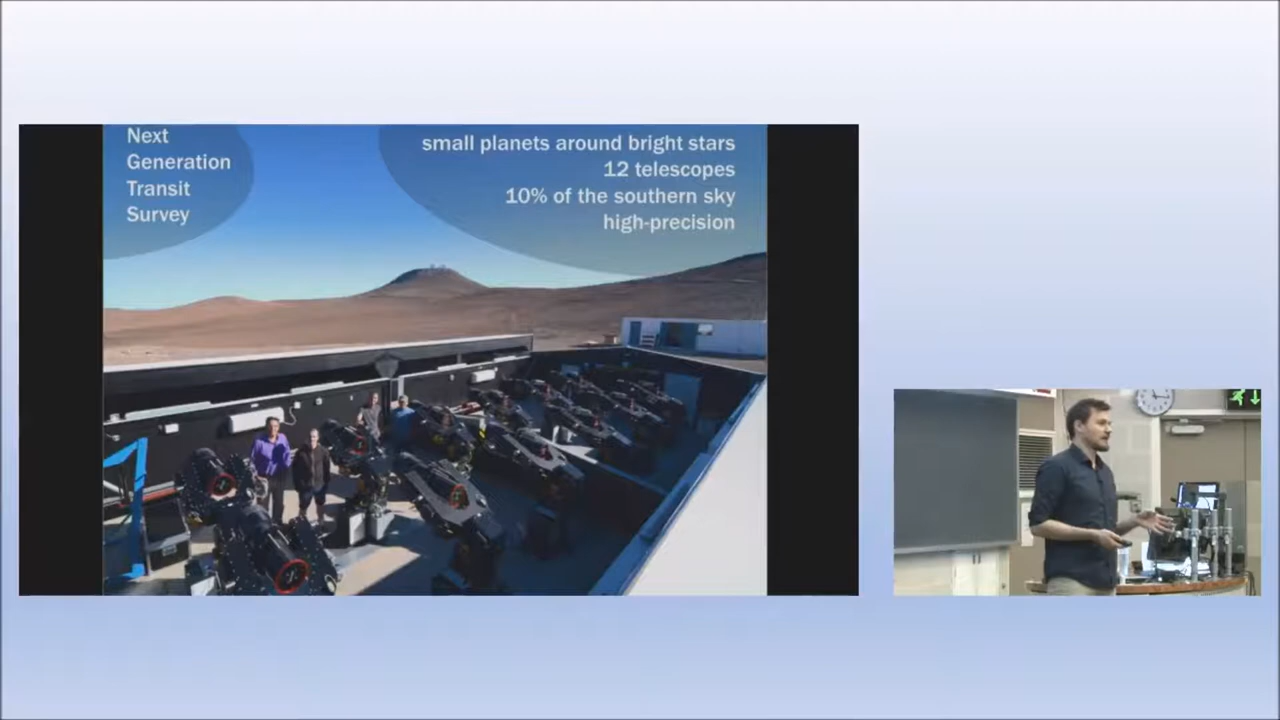 Next
Generation
Transit
Survey
small planets around bright stars
12 telescopes
10% of the southern sky
high-precision